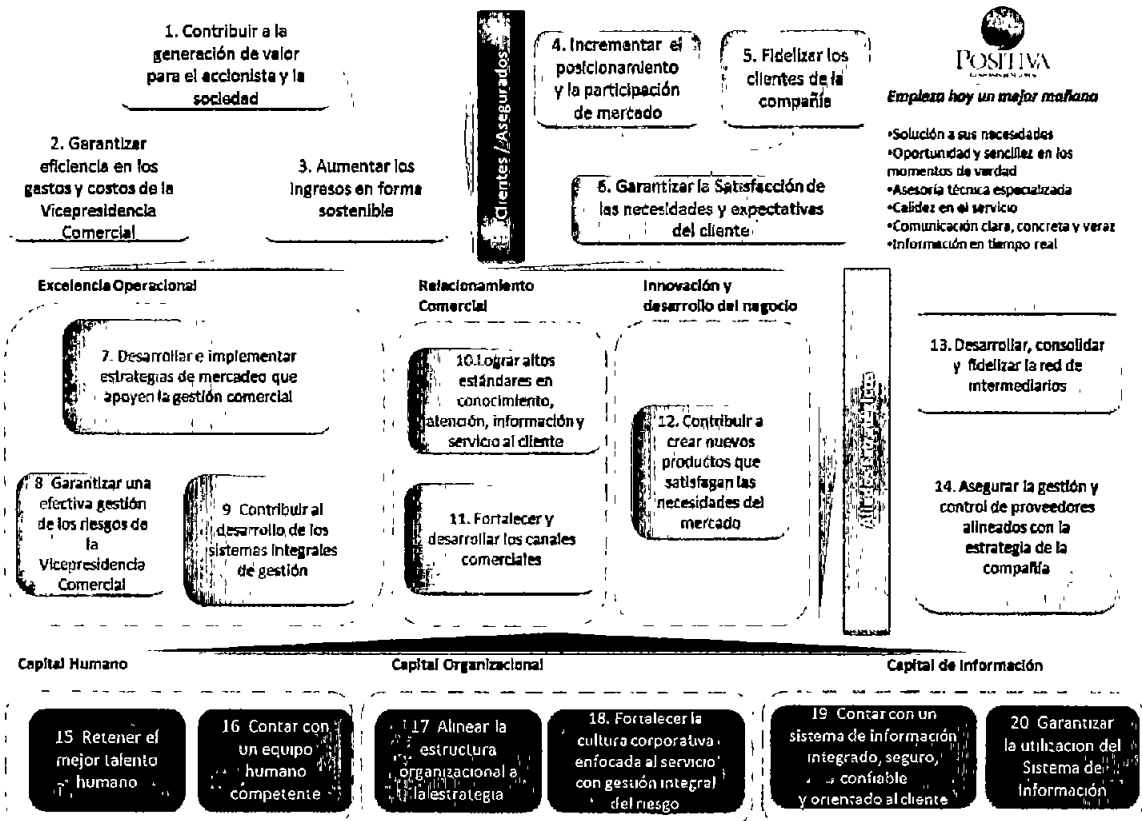 1. Contribuir a la
generación de valor
para el accionista y la
sociedad
2. Garantizar
eficiencia en los
gastos y costos de la
Vicepresidencia
Comercial
3. Aumentar los
ingresos en forma
sostenible
Clientes / Asegurados
4. Incrementar el
posicionamiento
y la participación
de mercado
5. Fidelizar los
clientes de la
compañía
6. Garantizar la Satisfacción de
las necesidades y expectativas
del cliente
POSITIVA
Empieza hoy un mejor mañana
•Solución a sus necesidades
•Oportunidad y sencillez en los
momentos de verdad
•Asesoría técnica especializada
•Calidez en el servicio
•Comunicación clara, concreta y veraz
•Información en tiempo real
Excelencia Operacional
7. Desarrollar e implementar
estrategias de mercadeo que
apoyen la gestión comercial
8 Garantizar una
efectiva gestión
de los riesgos de
la
Vicepresidencia
Comercial
9 Contribuir al
desarrollo de los
sistemas integrales
de gestión
Relacionamiento
Comercial
10.Lograr altos
estándares en
conocimiento,
atención, información y
servicio al cliente
11. Fortalecer y
desarrollar los canales
comerciales
Innovación y
desarrollo del negocio
12. Contribuir a
crear nuevos
productos que
satisfagan las
necesidades del
mercado
13. Desarrollar, consolidar
y fidelizar la red de
intermediarios
14. Asegurar la gestión y
control de proveedores
alineados con la
estrategia de la
compañía
Capital Humano
15 Retener el
mejor talento
humano
16 Contar con
un equipo
humano
competente
Capital Organizacional
17 Alinear la
estructura
organizacional a
la estrategia
18. Fortalecer la
cultura corporativa
enfocada al servicio
con gestión integral
del riesgo
Capital de Información
19 Contar con un
sistema de información
integrado, seguro,
confiable
y orientado al cliente
20 Garantizar
la utilizacion del
Sistema de
Información